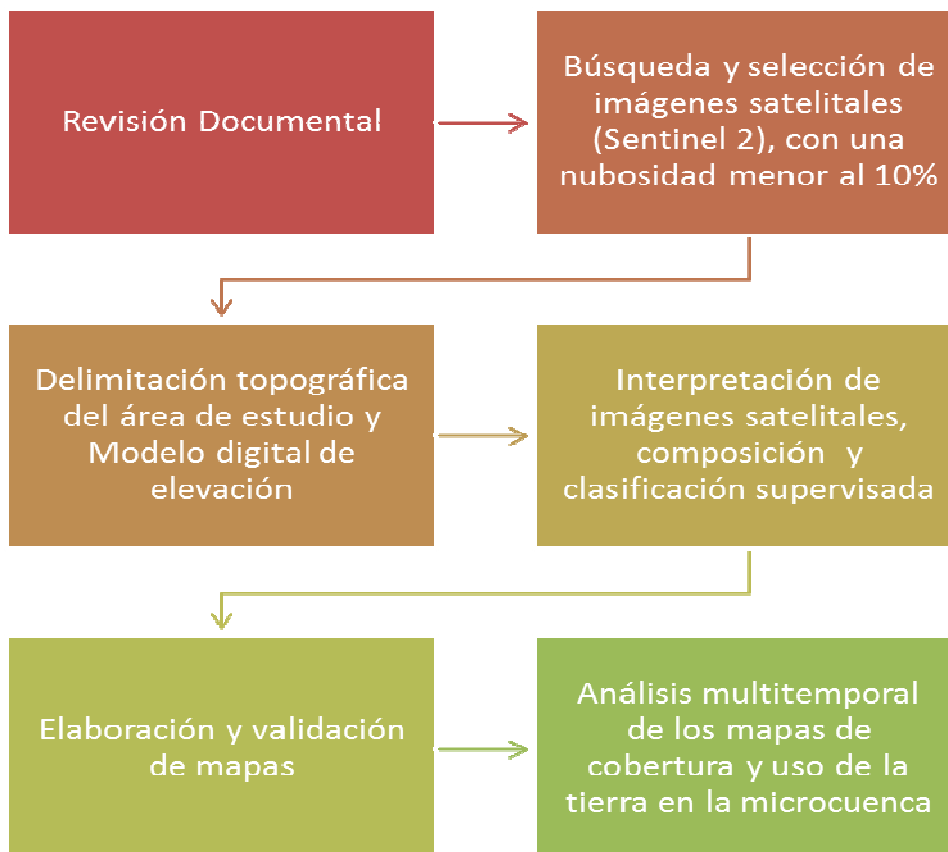 Revisión Documental
Búsqueda y selección de
imágenes satelitales
(Sentinel 2), con una
nubosidad menor al 10%
Delimitación topográfica
del área de estudio y
Modelo digital de
elevación
Interpretación de
imágenes satelitales,
composición y
clasificación supervisada
Elaboración y validación
de mapas
Análisis multitemporal
de los mapas de
cobertura y uso de la
tierra en la microcuenca